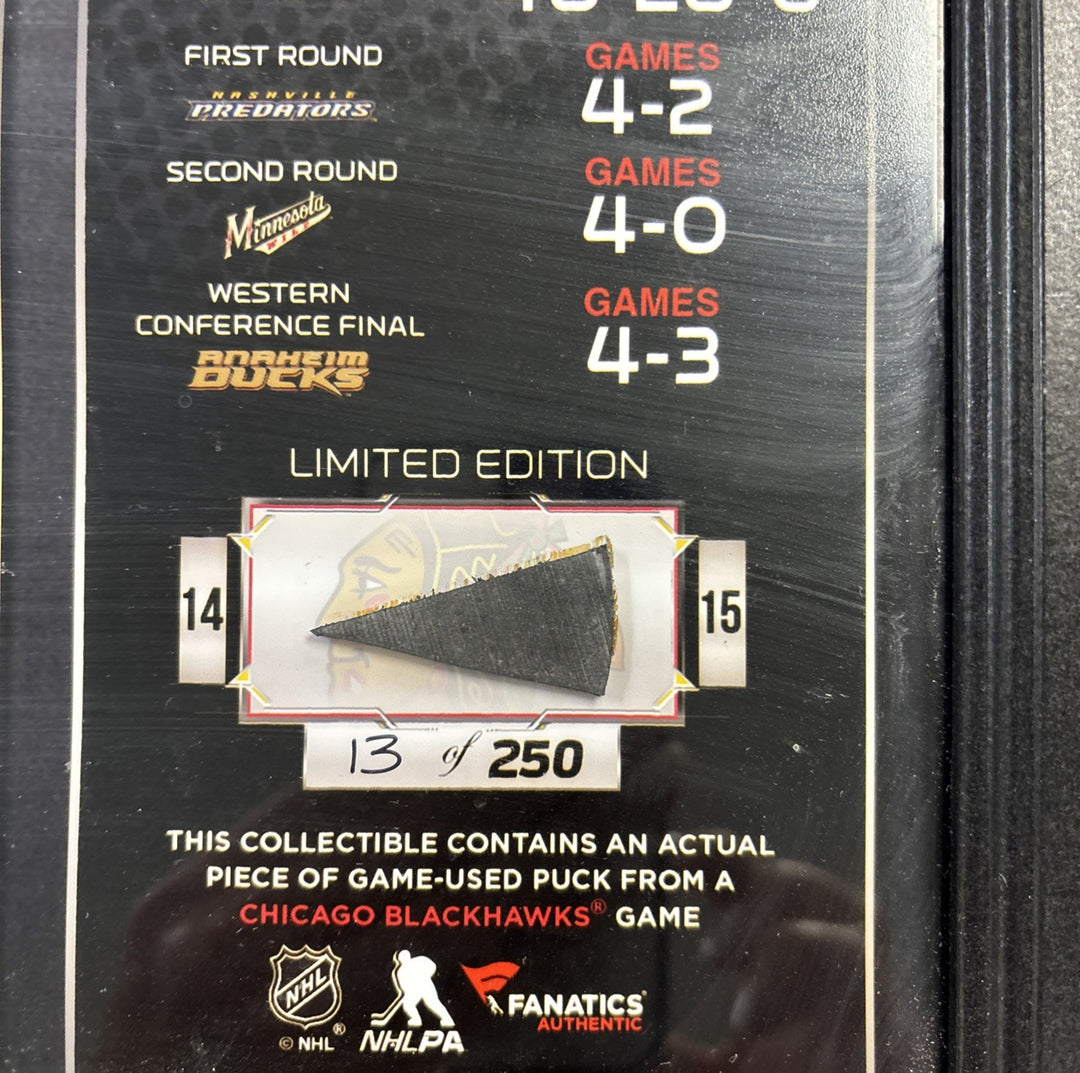 FIRST ROUND
GAMES
NASHVILLE
PREDATORS
4-2
SECOND ROUND
GAMES
Minnesota
WILD
4-0
WESTERN
CONFERENCE FINAL
GAMES
ANAHEIM
DUCKS
4-3
LIMITED EDITION
14
15
13 of 250
THIS COLLECTIBLE CONTAINS AN ACTUAL
PIECE OF GAME-USED PUCK FROM A
CHICAGO BLACKHAWKS® GAME
NHL
® 
© NHL
NHLPA
FANATICS
AUTHENTIC